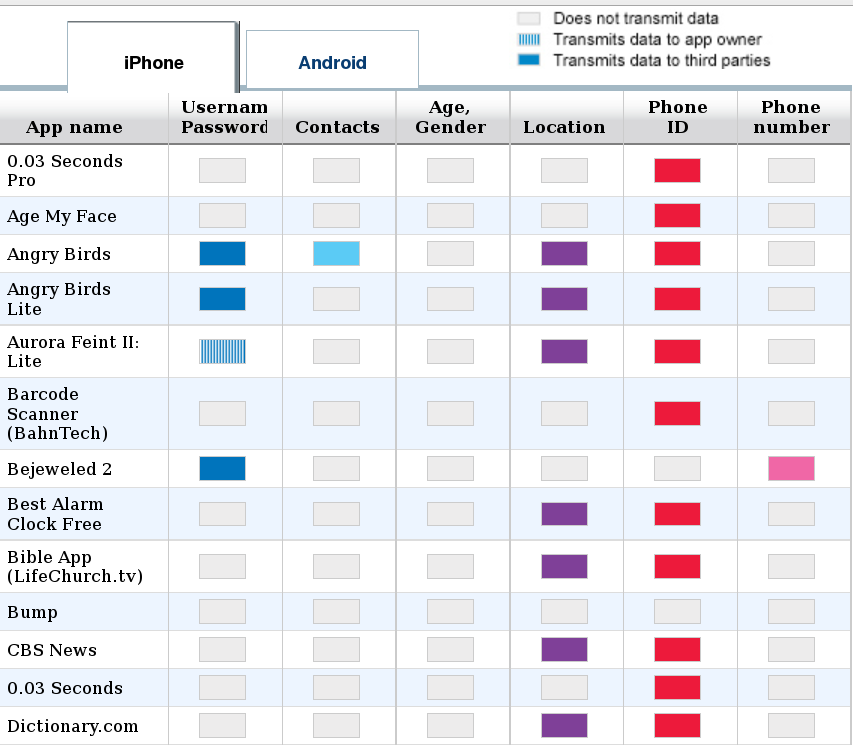 Does not transmit data
Transmits data to app owner
Transmits data to third parties
iPhone
Android
App name
Usernam
Password
Contacts
Age,
Gender
Location
Phone
ID
Phone
number
0.03 Seconds
Pro
Age My Face
Angry Birds
Angry Birds
Lite
Aurora Feint II:
Lite
Barcode
Scanner
(BahnTech)
Bejeweled 2
Best Alarm
Clock Free
Bible App
(LifeChurch.tv)
Bump
CBS News
0.03 Seconds
Dictionary.com